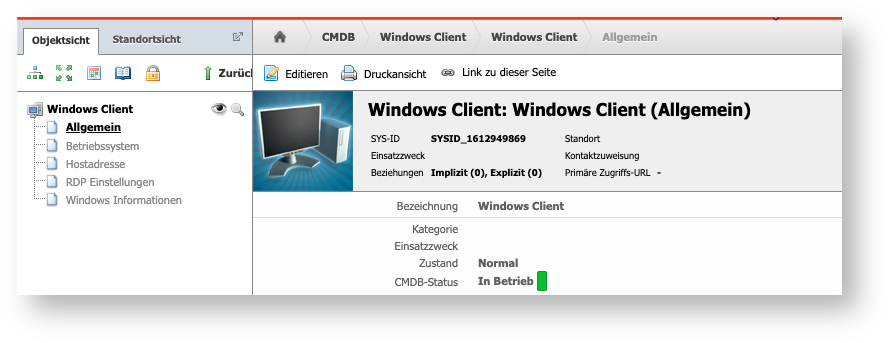 Objektsicht Standortsicht
CMDB Windows Client Windows Client Allgemein
Zurüc
Editieren Druckansicht Link zu dieser Seite
Windows Client
Allgemein
Betriebssystem
Hostadresse
RDP Einstellungen
Windows Informationen
Windows Client: Windows Client (Allgemein)
SYS-ID SYSID_1612949869 Standort
Einsatzzweck Kontaktzuweisung
Beziehungen Implizit (0), Explizit (0) Primäre Zugriffs-URL -
Bezeichnung Windows Client
Kategorie
Einsatzzweck
Zustand Normal
CMDB-Status In Betrieb